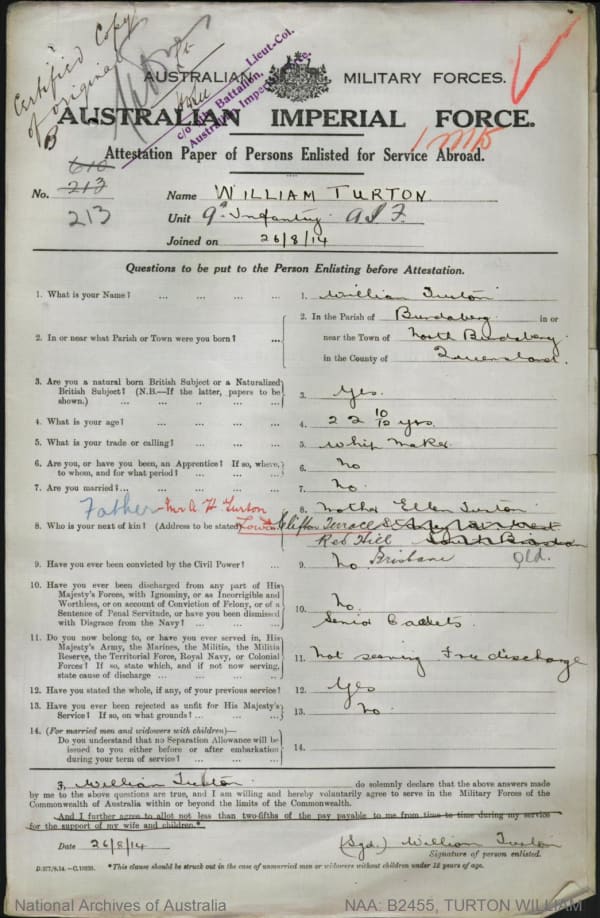 Certified Copy
of original
B
Lieut-Col.
c/o Battalion,
Australian Imperial Force.
AUSTRALIAN MILITARY FORCES.
AUSTRALIAN IMPERIAL FORCE.
1 MR
Attestation Paper of Persons Enlisted for Service Abroad.
610
No. 213
213
Name WILLIAM TURTON
Unit 9th Infantry A I F.
Joined on 26/8/14
Questions to be put to the Person Enlisting before Attestation.
1. What is your Name? ... ... ... ... 1. William Turton
2. In or near what Parish or Town were you born? ...
2. In the Parish of Bundaberg in or
near the Town of North Bundaberg
in the County of Queensland.
3. Are you a natural born British Subject or a Naturalized
British Subject? (N.B.—If the latter, papers to be
shown.) ... ... ... ... ... 3. Yes.
4. What is your age? ... ... ... ... 4. 22 10/12 yrs.
5. What is your trade or calling? ... ... ... 5. Whip Maker
6. Are you, or have you been, an Apprentice? If so, where,
to whom, and for what period? ... ... ... 6. No
7. Are you married? ... ... ... ... 7. No.
Father Mr A H Turton
8. Mother Ellen Turton
8. Who is your next of kin? (Address to be stated) Clifton Terrace
Red Hill
Brisbane Qld.
9. Have you ever been convicted by the Civil Power? ... 9. No
10. Have you ever been discharged from any part of His
Majesty's Forces, with Ignominy, or as Incorrigible and
Worthless, or on account of Conviction of Felony, or of a
Sentence of Penal Servitude, or have you been dismissed
with Disgrace from the Navy? ... ... ... 10. No.
Senior Caddets.
11. Do you now belong to, or have you ever served in, His
Majesty's Army, the Marines, the Militia, the Militia
Reserve, the Territorial Force, Royal Navy, or Colonial
Forces? If so, state which, and if not now serving,
state cause of discharge ... ... ... ... 11. Not serving Free discharge
12. Have you stated the whole, if any, of your previous service? 12. Yes
13. Have you ever been rejected as unfit for His Majesty's
Service? If so, on what grounds? ... ... ... 13. No.
14. (For married men and widowers with children)—
Do you understand that no Separation Allowance will be
issued to you either before or after embarkation
during your term of service? ... ... ... 14.
I, William Turton do solemnly declare that the above answers made
by me to the above questions are true, and I am willing and hereby voluntarily agree to serve in the Military Forces of the
Commonwealth of Australia within or beyond the limits of the Commonwealth.
And I further agree to allot not less than two-fifths of the pay payable to me from time to time during my service
for the support of my wife and children.*
Date 26/8/14 (Sgd.) William Turton
Signature of person enlisted.
D.277/8.14.—C.10938.
*This clause should be struck out in the case of unmarried men or widowers without children under 18 years of age.
National Archives of Australia NAA: B2455, TURTON WILLIAM